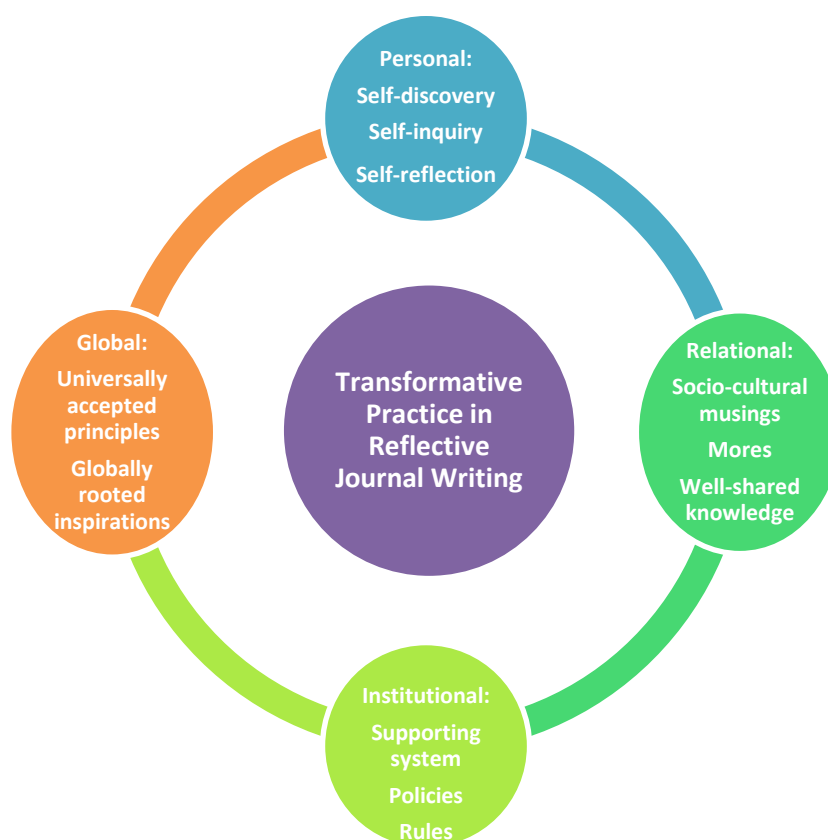 Personal:
Self-discovery
Self-inquiry
Self-reflection
Global:
Universally
accepted
principles
Globally
rooted
inspirations
Transformative
Practice in
Reflective
Journal Writing
Relational:
Socio-cultural
musings
Mores
Well-shared
knowledge
Institutional:
Supporting
system
Policies
Rules